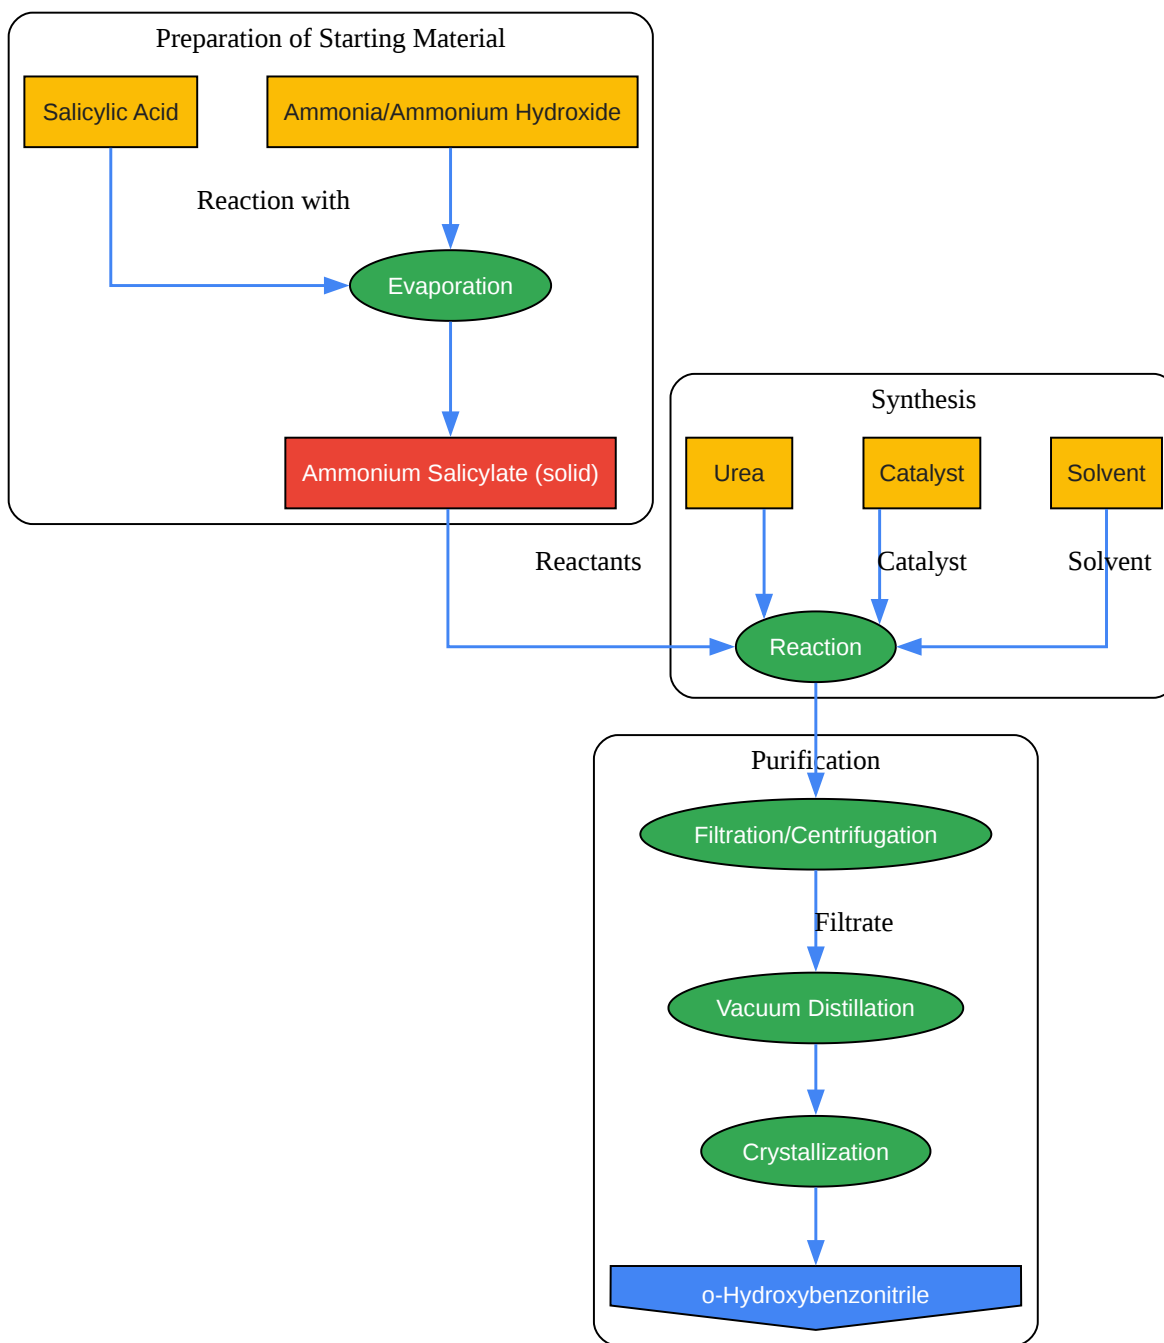 Preparation of Starting Material
Salicylic Acid
Ammonia/Ammonium Hydroxide
Reaction with
Evaporation
Ammonium Salicylate (solid)
Synthesis
Urea
Catalyst
Solvent
Reactants
Catalyst
Solvent
Reaction
Purification
Filtration/Centrifugation
Filtrate
Vacuum Distillation
Crystallization
o-Hydroxybenzonitrile